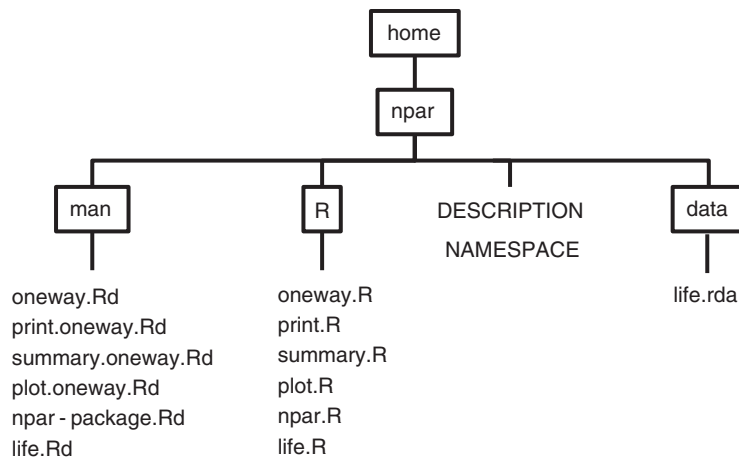 home
npar
man
R
DESCRIPTION
NAMESPACE
data
oneway.Rd
print.oneway.Rd
summary.oneway.Rd
plot.oneway.Rd
npar - package.Rd
life.Rd
oneway.R
print.R
summary.R
plot.R
npar.R
life.R
life.rda